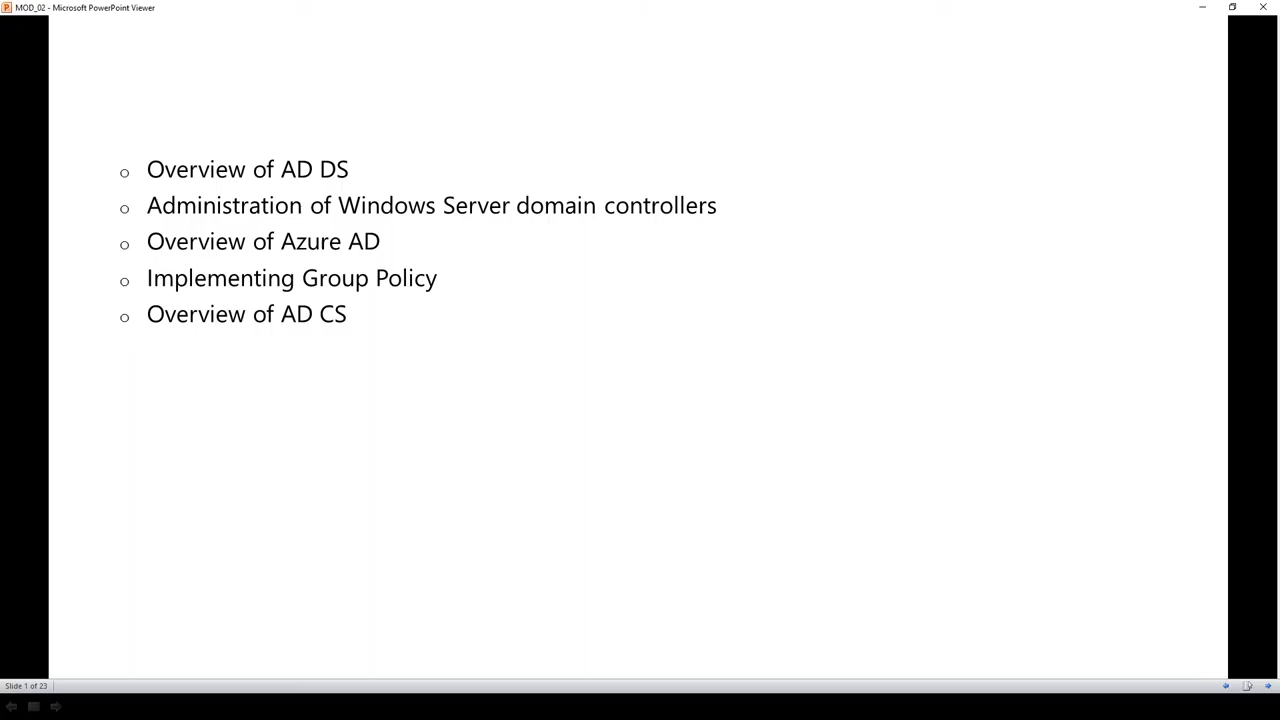 MOD_02 - Microsoft PowerPoint Viewer
o Overview of AD DS
o Administration of Windows Server domain controllers
o Overview of Azure AD
o Implementing Group Policy
o Overview of AD CS
Slide 1 of 23